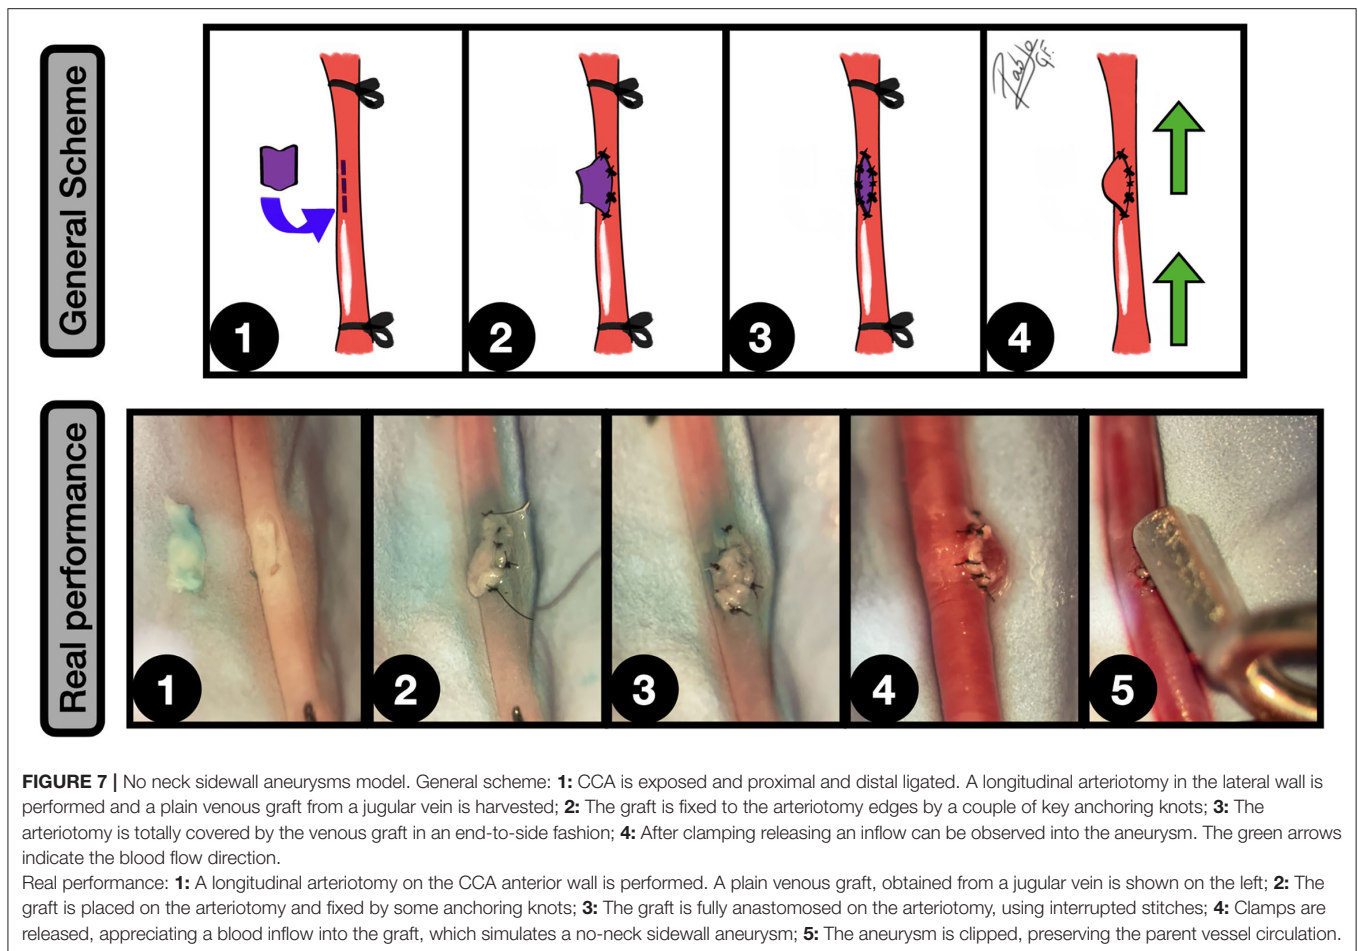 General Scheme
Pablo G.F.
1
2
3
4
Real performance
1
2
3
4
5
FIGURE 7 | No neck sidewall aneurysms model. General scheme: 1: CCA is exposed and proximal and distal ligated. A longitudinal arteriotomy in the lateral wall is
performed and a plain venous graft from a jugular vein is harvested; 2: The graft is fixed to the arteriotomy edges by a couple of key anchoring knots; 3: The
arteriotomy is totally covered by the venous graft in an end-to-side fashion; 4: After clamping releasing an inflow can be observed into the aneurysm. The green arrows
indicate the blood flow direction.
Real performance: 1: A longitudinal arteriotomy on the CCA anterior wall is performed. A plain venous graft, obtained from a jugular vein is shown on the left; 2: The
graft is placed on the arteriotomy and fixed by some anchoring knots; 3: The graft is fully anastomosed on the arteriotomy, using interrupted stitches; 4: Clamps are
released, appreciating a blood inflow into the graft, which simulates a no-neck sidewall aneurysm; 5: The aneurysm is clipped, preserving the parent vessel circulation.